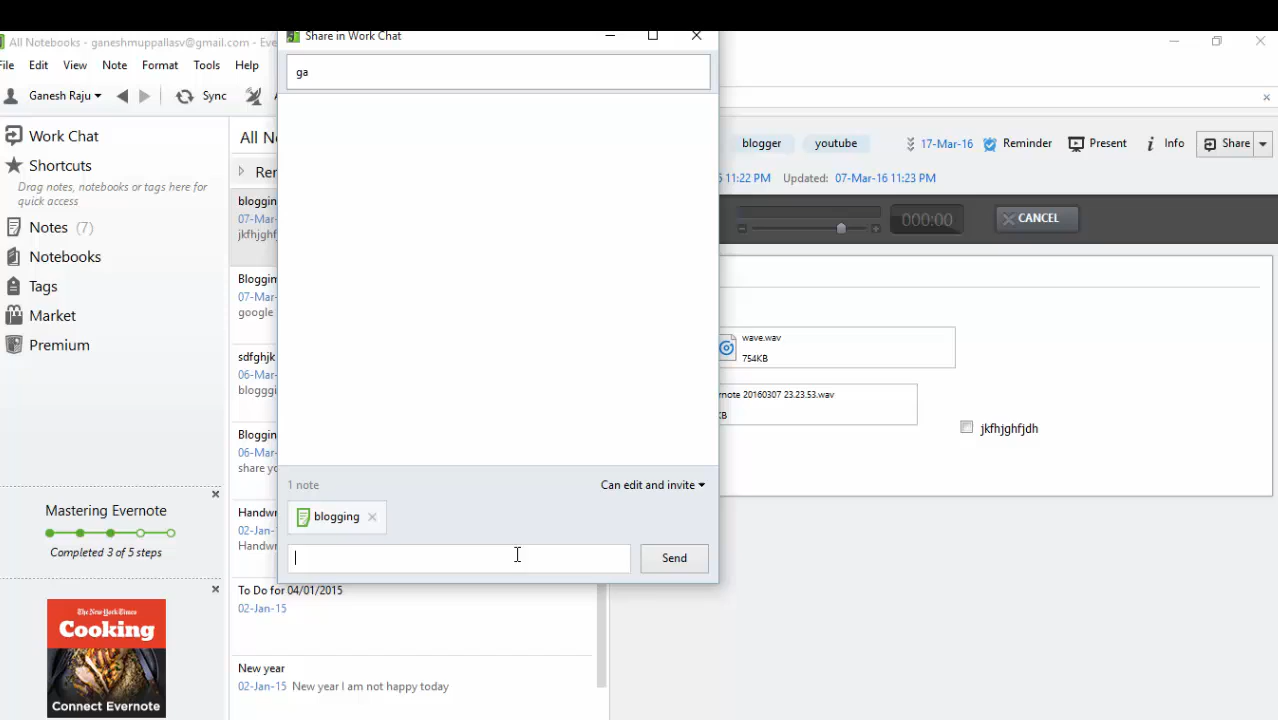 All Notebooks - ganeshmuppallasv@gmail.com - Eve
Share in Work Chat
File Edit View Note Format Tools Help
ga
Ganesh Raju
Sync
Work Chat
Shortcuts
Drag notes, notebooks or tags here for
quick access
Notes (7)
Notebooks
Tags
Market
Premium
Mastering Evernote
Completed 3 of 5 steps
The New York Times
Cooking
Connect Evernote
All No
Rem
bloggin
07-Mar-
jkfhjghf
Bloggin
07-Mar-
google
sdfghjk
06-Mar-
bloggi
Bloggin
06-Mar-
share yo
Handw
02-Jan-
Handwr
To Do for 04/01/2015
02-Jan-15
New year
02-Jan-15 New year I am not happy today
1 note
Can edit and invite
blogging
Send
blogger
youtube
17-Mar-16
Reminder
Present
Info
Share
11:22 PM Updated: 07-Mar-16 11:23 PM
000:00
CANCEL
wave.wav
754KB
rnote 20160307 23.23.53.wav
KB
jkfhjghfjdh